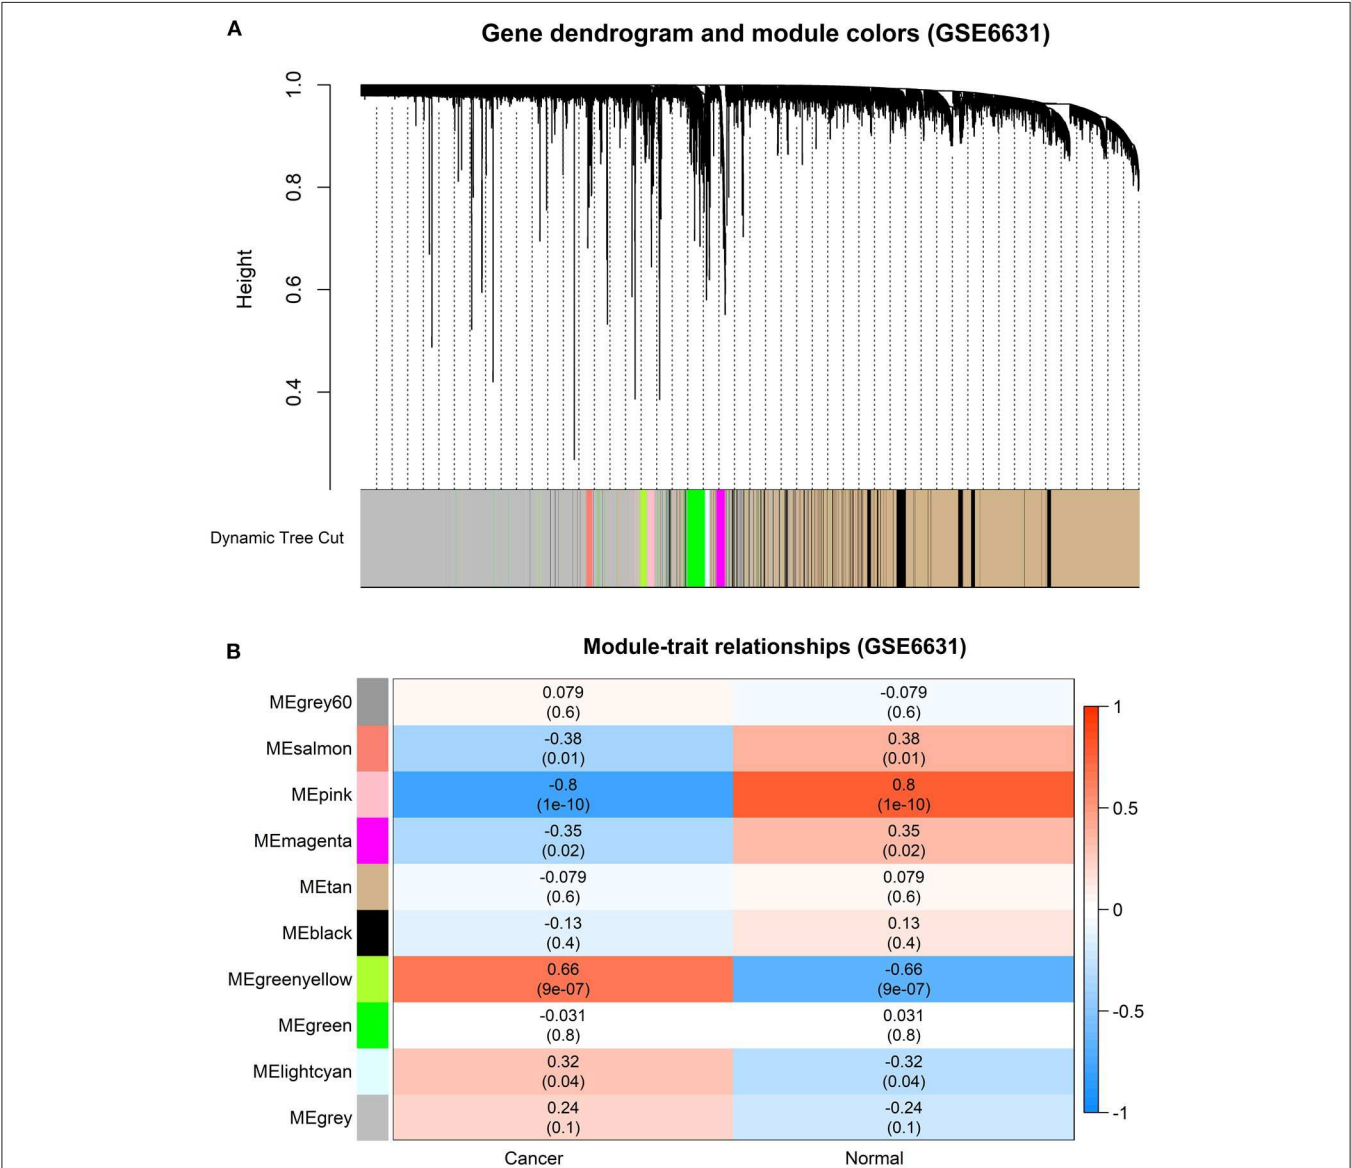 A
Gene dendrogram and module colors (GSE6631)
1.0
0.8
0.6
0.4
Height
Dynamic Tree Cut
B
Module-trait relationships (GSE6631)
MEgrey60
0.079
(0.6)
-0.079
(0.6)
MEsalmon
-0.38
(0.01)
0.38
(0.01)
MEpink
-0.8
(1e-10)
0.8
(1e-10)
MEmagenta
-0.35
(0.02)
0.35
(0.02)
MEtan
-0.079
(0.6)
0.079
(0.6)
MEblack
-0.13
(0.4)
0.13
(0.4)
MEgreenyellow
0.66
(9e-07)
-0.66
(9e-07)
MEgreen
-0.031
(0.8)
0.031
(0.8)
MElightcyan
0.32
(0.04)
-0.32
(0.04)
MEgrey
0.24
(0.1)
-0.24
(0.1)
1
0.5
0
-0.5
-1
Cancer
Normal